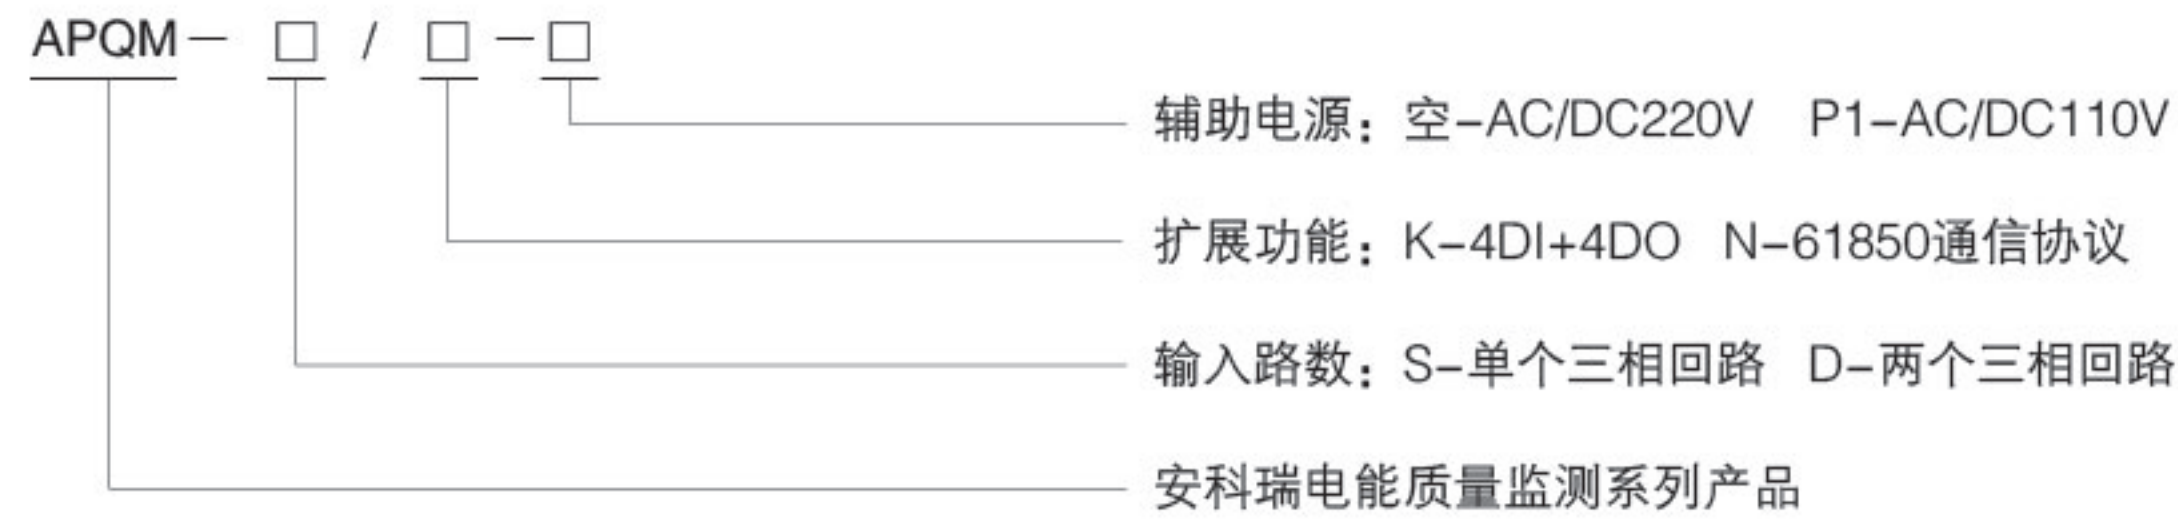 APQM－ □ / □ －□
辅助电源：空-AC/DC220V P1-AC/DC110V
扩展功能：K-4DI+4DO N-61850通信协议
输入路数：S-单个三相回路 D-两个三相回路
安科瑞电能质量监测系列产品